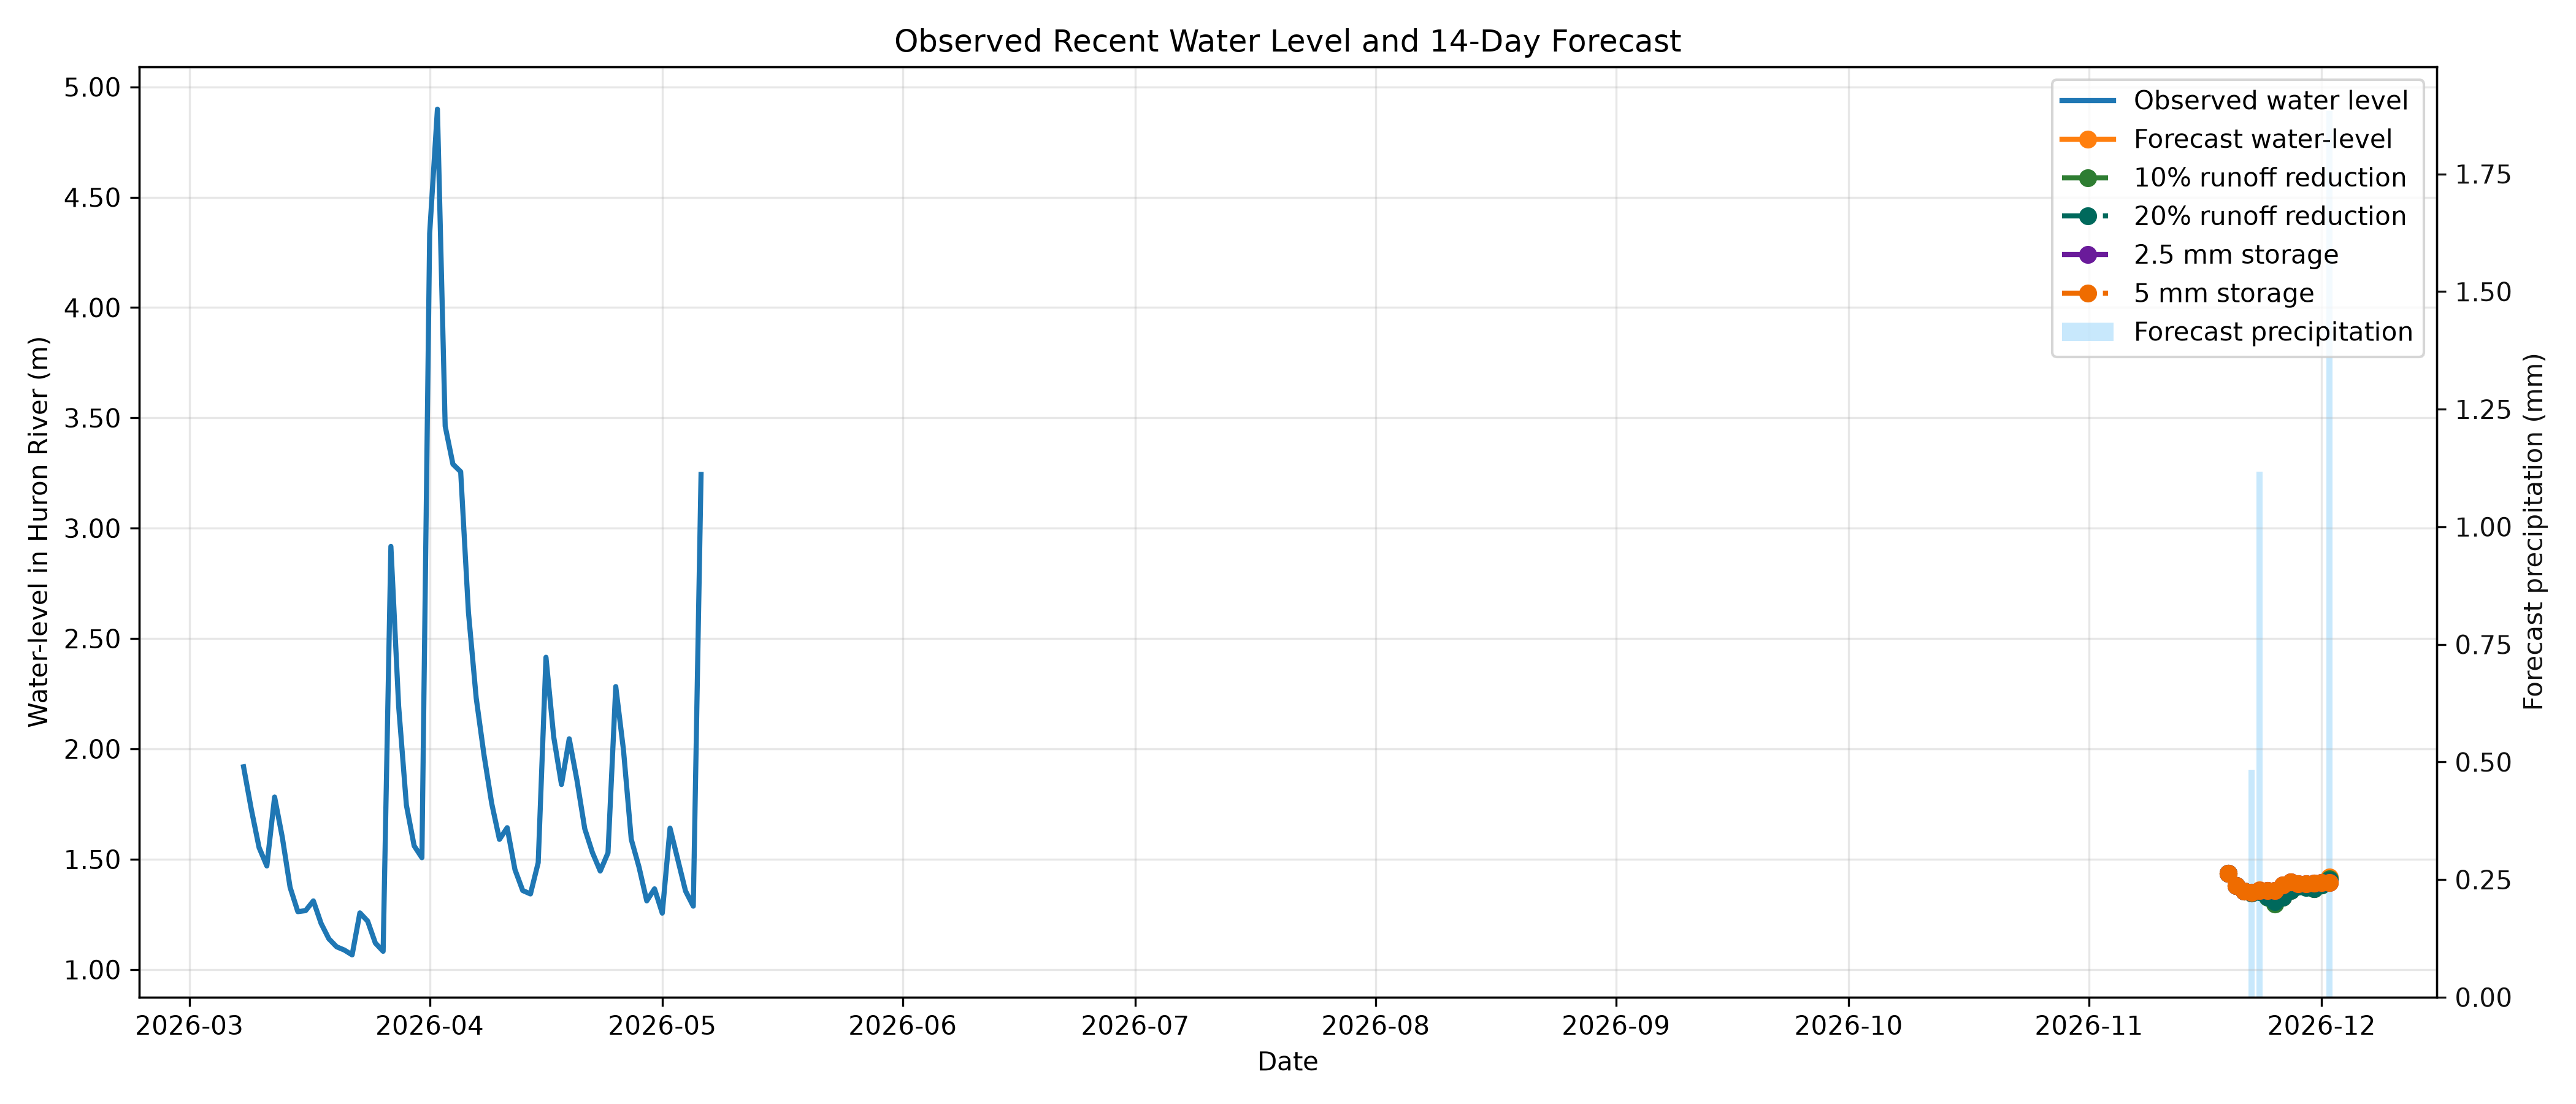 Observed Recent Water Level and 14-Day Forecast
5.00
4.50
4.00
3.50
3.00
2.50
2.00
1.50
1.00
Water-level in Huron River (m)
Observed water level
Forecast water-level
10% runoff reduction
20% runoff reduction
2.5 mm storage
5 mm storage
Forecast precipitation
1.75
1.50
1.25
1.00
0.75
0.50
0.25
0.00
Forecast precipitation (mm)
2026-03
2026-04
2026-05
2026-06
2026-07
2026-08
2026-09
2026-10
2026-11
2026-12
Date